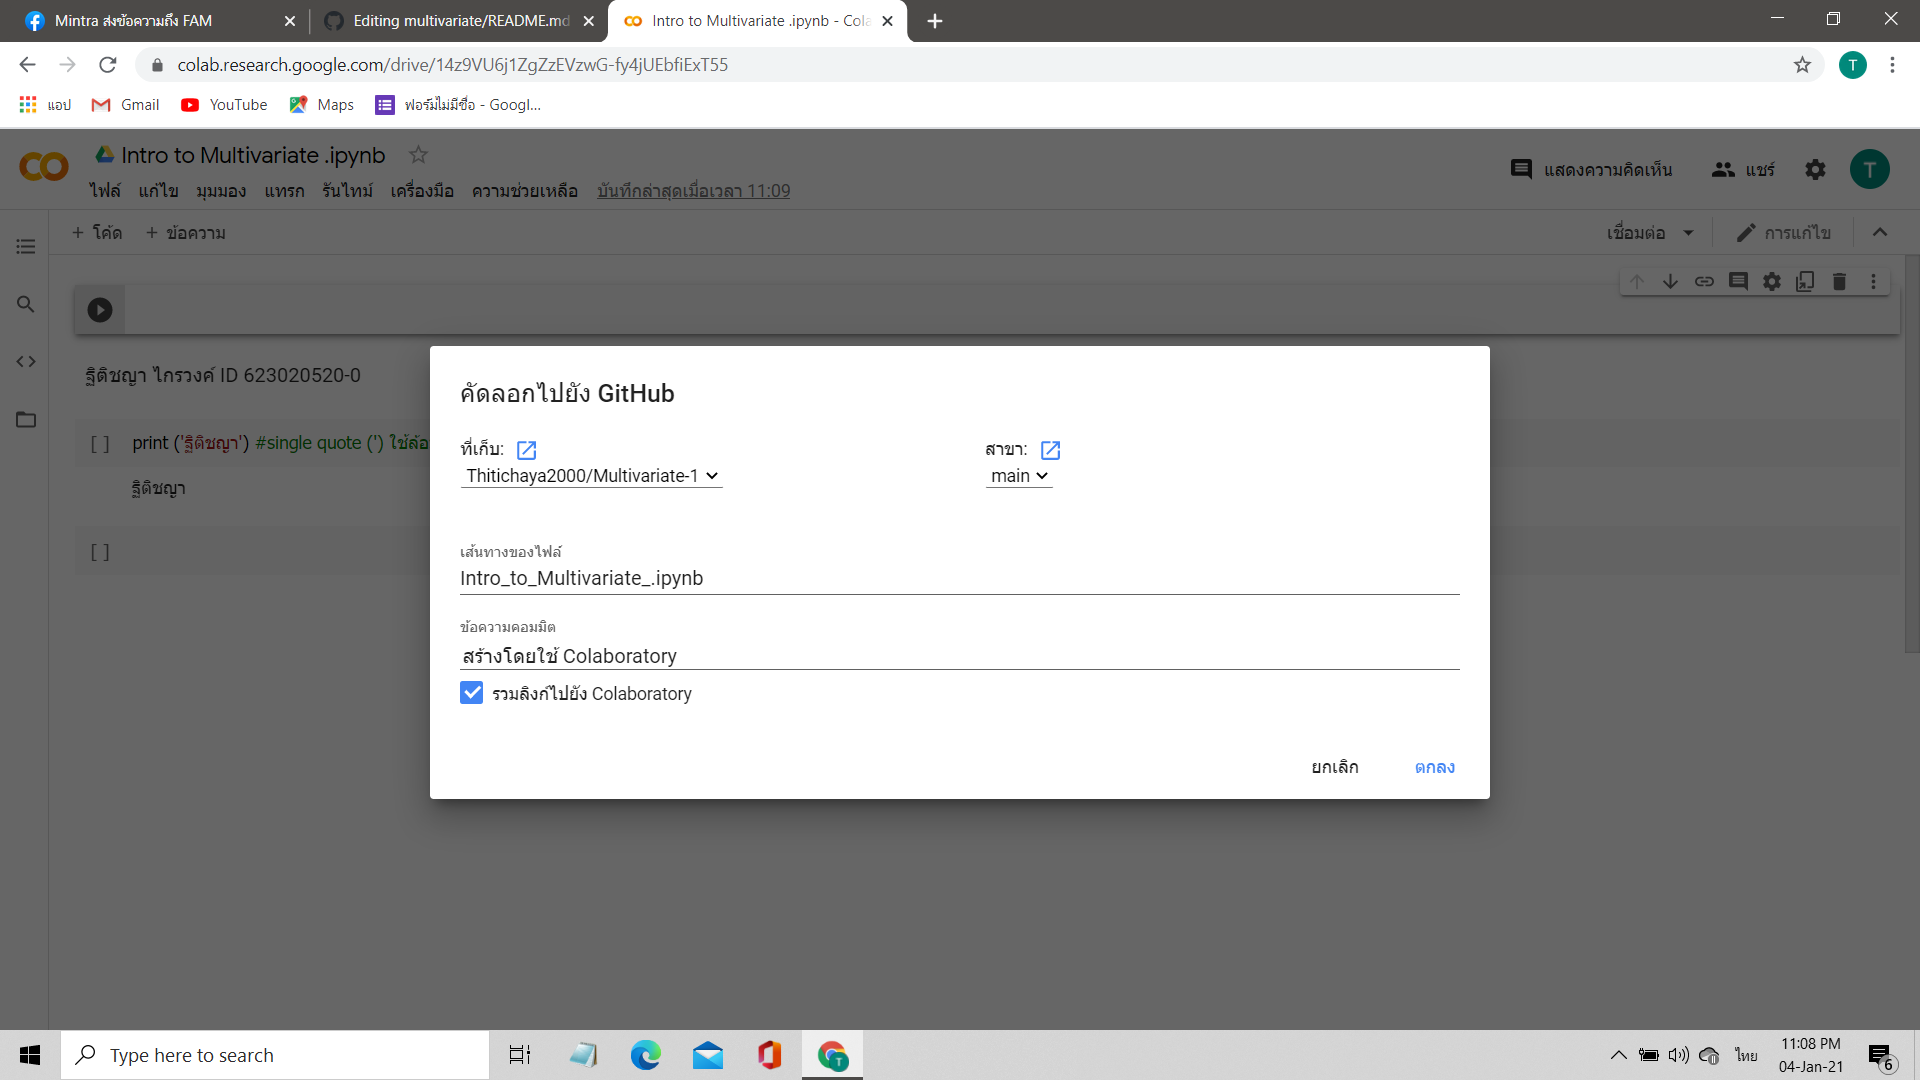 Mintra ส่งข้อความถึง FAM
Editing multivariate/README.md
Intro to Multivariate .ipynb - Cola
colab.research.google.com/drive/14z9VU6j1ZgZzEVzwG-fy4jUEbfiExT55
T
แอป
Gmail
YouTube
Maps
ฟอร์มไม่มีชื่อ - Googl...
Intro to Multivariate .ipynb
ไฟล์ แก้ไข มุมมอง แทรก รันไทม์ เครื่องมือ ความช่วยเหลือ บันทึกล่าสุดเมื่อเวลา 11:09
แสดงความคิดเห็น
แชร์
T
+ โค้ด + ข้อความ
เชื่อมต่อ
การแก้ไข
ฐิติชญา ไกรวงค์ ID 623020520-0
[ ] print ('ฐิติชญา') #single quote (') ใช้ล้อ
ฐิติชญา
[ ]
คัดลอกไปยัง GitHub
ที่เก็บ:
สาขา:
Thitichaya2000/Multivariate-1
main
เส้นทางของไฟล์
Intro_to_Multivariate_.ipynb
ข้อความคอมมิต
สร้างโดยใช้ Colaboratory
รวมลิงก์ไปยัง Colaboratory
ยกเลิก
ตกลง
Type here to search
T
ไทย
11:08 PM
04-Jan-21
6